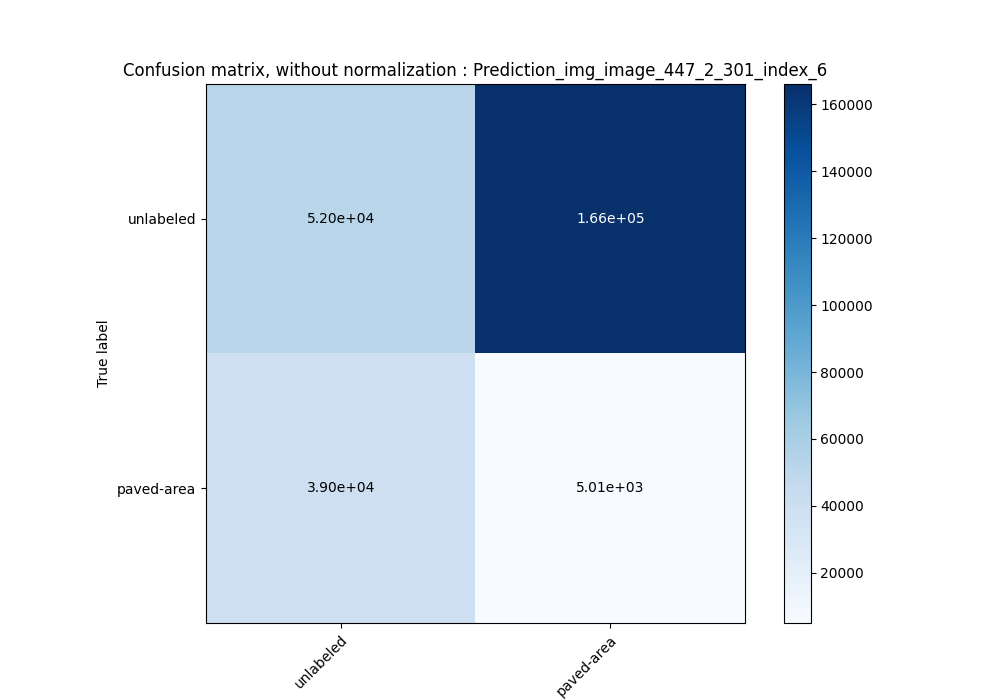 Confusion matrix, without normalization : Prediction_img_image_447_2_301_index_6
160000
140000
120000
100000
80000
60000
40000
20000
True label
unlabeled
5.20e+04
1.66e+05
paved-area
3.90e+04
5.01e+03
unlabeled
paved-area